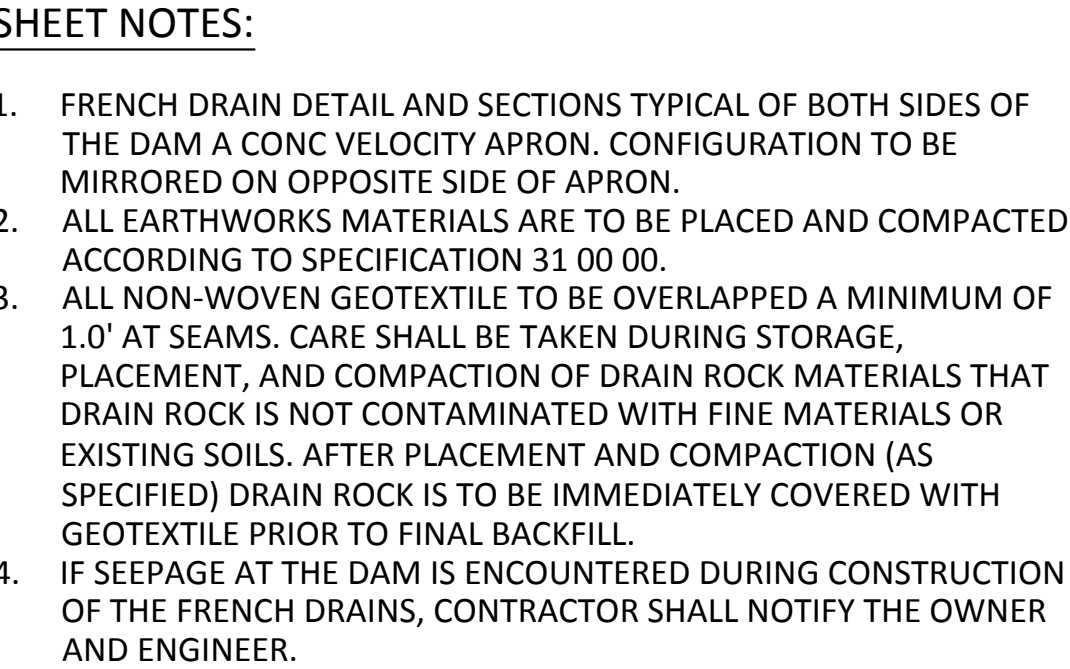 SHEET NOTES:
1. FRENCH DRAIN DETAIL AND SECTIONS TYPICAL OF BOTH SIDES OF
THE DAM A CONC VELOCITY APRON. CONFIGURATION TO BE
MIRRORED ON OPPOSITE SIDE OF APRON.
2. ALL EARTHWORKS MATERIALS ARE TO BE PLACED AND COMPACTED
ACCORDING TO SPECIFICATION 31 00 00.
3. ALL NON-WOVEN GEOTEXTILE TO BE OVERLAPPED A MINIMUM OF
1.0' AT SEAMS. CARE SHALL BE TAKEN DURING STORAGE,
PLACEMENT, AND COMPACTION OF DRAIN ROCK MATERIALS THAT
DRAIN ROCK IS NOT CONTAMINATED WITH FINE MATERIALS OR
EXISTING SOILS. AFTER PLACEMENT AND COMPACTION (AS
SPECIFIED) DRAIN ROCK IS TO BE IMMEDIATELY COVERED WITH
GEOTEXTILE PRIOR TO FINAL BACKFILL.
4. IF SEEPAGE AT THE DAM IS ENCOUNTERED DURING CONSTRUCTION
OF THE FRENCH DRAINS, CONTRACTOR SHALL NOTIFY THE OWNER
AND ENGINEER.